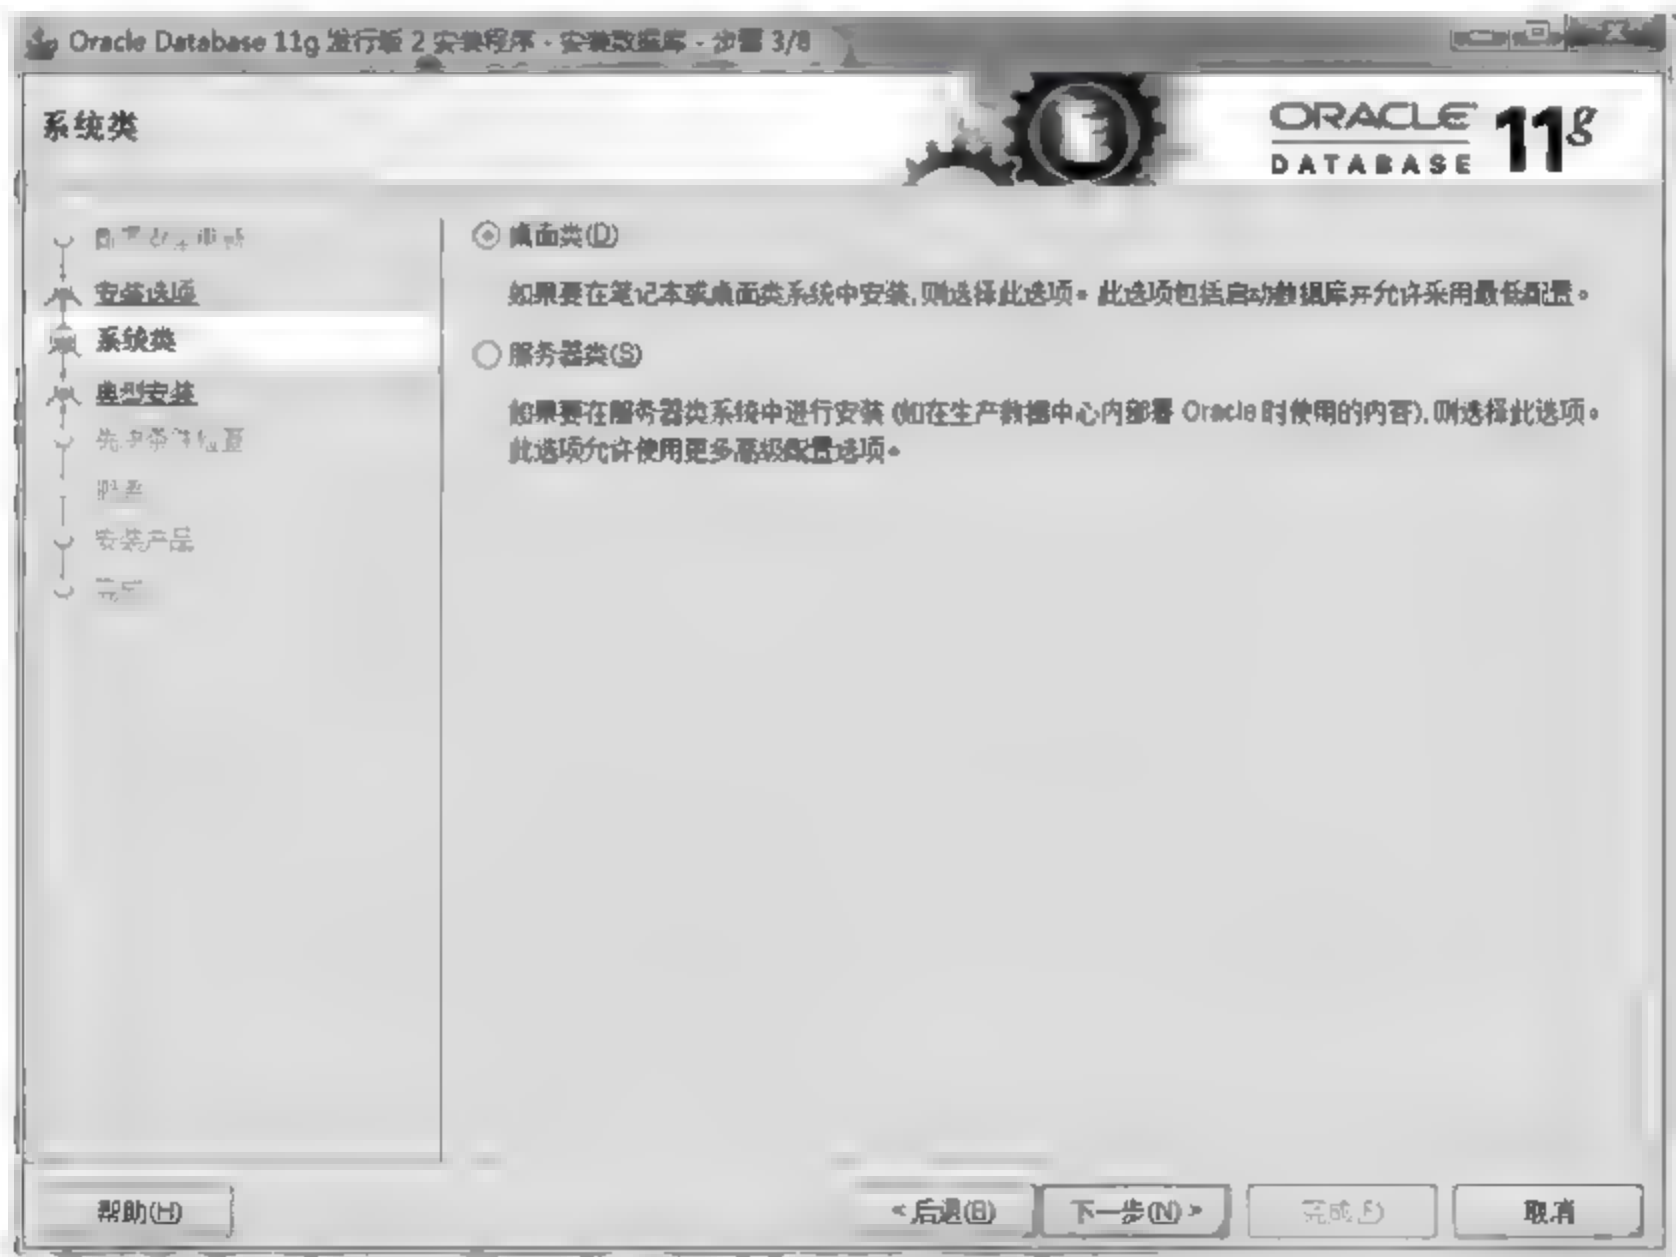 Oracle Database 11g 发行版 2 安装程序 - 安装数据库 - 步骤 3/8
系统类
ORACLE
DATABASE 11g
安装选项
系统类
典型安装
先决条件检查
安装产品
桌面类(D)
如果要在笔记本或桌面类系统中安装,则选择此选项。此选项包括启动数据库并允许采用最低配置。
服务器类(S)
如果要在服务器类系统中进行安装 (如在生产数据中心内部署 Oracle 时使用的内容),则选择此选项。
此选项允许使用更多高级配置选项。
帮助(H)
< 后退(B)
下一步(N) >
完成(F)
取消